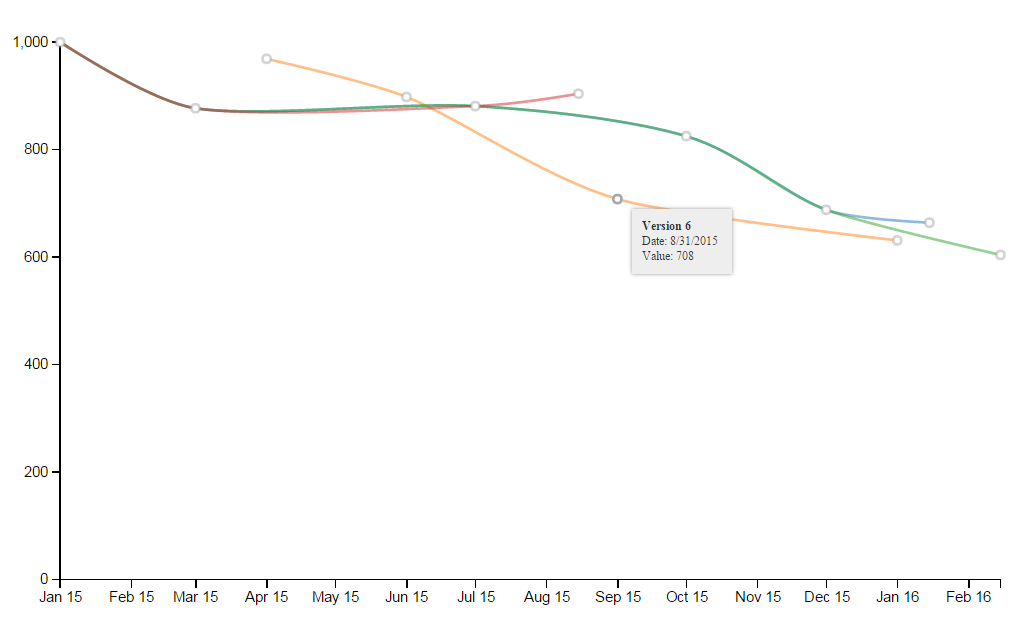 1,000
800
600
400
200
0
Version 6
Date: 8/31/2015
Value: 708
Jan 15 Feb 15 Mar 15 Apr 15 May 15 Jun 15 Jul 15 Aug 15 Sep 15 Oct 15 Nov 15 Dec 15 Jan 16 Feb 16